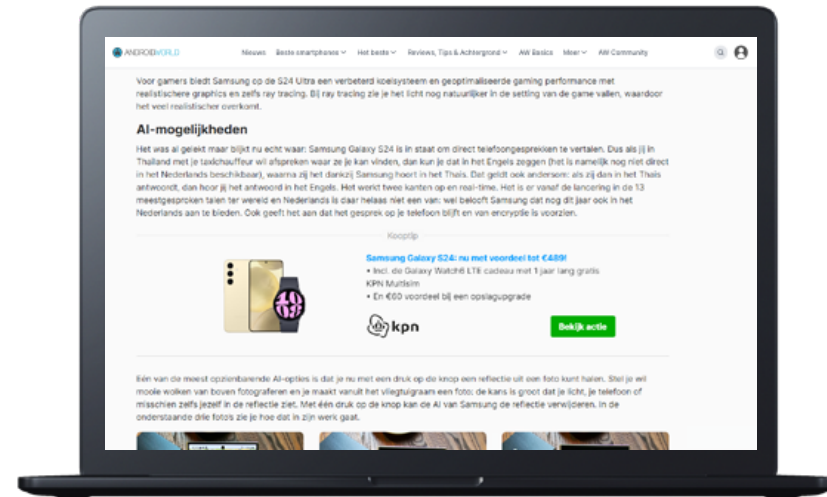 ANDROIDWORLD
Nieuws Beste smartphones Het beste Reviews, Tips & Achtergrond AW Basics Meer AW Community
Voor gamers biedt Samsung op de S24 Ultra een verbeterd koelsysteem en geoptimaliseerde gaming performance met
realistischere graphics en zelfs ray tracing. Bij ray tracing zie je het licht nog natuurlijker in de setting van de game vallen, waardoor
het veel realistischer overkomt.
AI-mogelijkheden
Het was al gelekt maar blijkt nu echt waar: Samsung Galaxy S24 is in staat om direct telefoongesprekken te vertalen. Dus als jij in
Thailand met je taxichauffeur wil afspreken waar ze je kan vinden, dan kun je dat in het Engels zeggen (het is namelijk nog niet direct
in het Nederlands beschikbaar), waarna zij het dankzij Samsung hoort in het Thais. Dat geldt ook andersom: als zij dan in het Thais
antwoordt, dan hoor jij het antwoord in het Engels. Het werkt twee kanten op en real-time. Het is er vanaf de lancering in de 13
meestgesproken talen ter wereld en Nederlands is daar helaas niet een van: wel belooft Samsung dat nog dit jaar ook in het
Nederlands aan te bieden. Ook geeft het aan dat het gesprek op je telefoon blijft en van encryptie is voorzien.
Kooptip
Samsung Galaxy S24: nu met voordeel tot €489!
• Incl. de Galaxy Watch6 LTE cadeau met 1 jaar lang gratis
KPN Multisim
• En €60 voordeel bij een opslagupgrade
10
09
kpn
Bekijk actie
Eén van de meest opzienbarende AI-opties is dat je nu met een druk op de knop een reflectie uit een foto kunt halen. Stel je wil
mooie wolken van boven fotograferen en je maakt vanuit het vliegtuigraam een foto; de kans is groot dat je licht, je telefoon of
misschien zelfs jezelf in de reflectie ziet. Met één druk op de knop kan de AI van Samsung de reflectie verwijderen. In de
onderstaande drie foto's zie je hoe dat in zijn werk gaat.